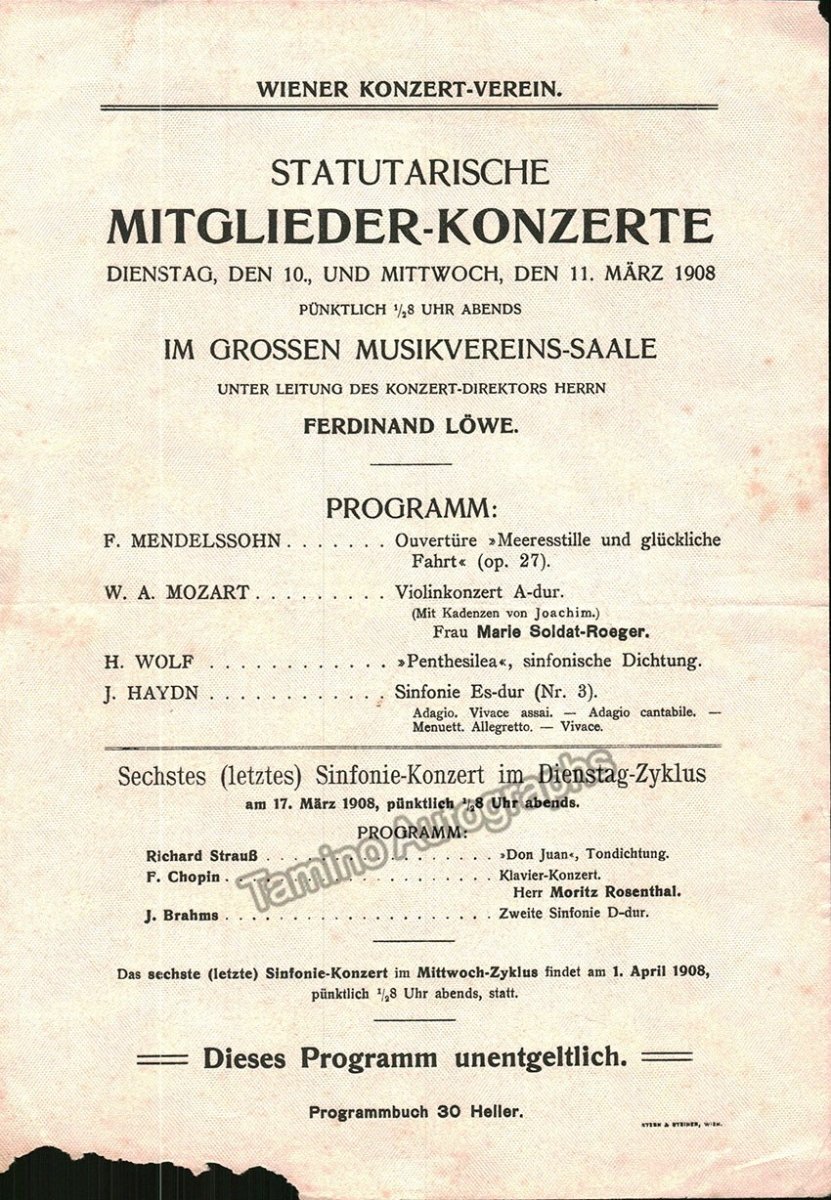 WIENER KONZERT-VEREIN.
STATUTARISCHE
MITGLIEDER-KONZERTE
DIENSTAG, DEN 10., UND MITTWOCH, DEN 11. MÄRZ 1908
PÜNKTLICH ½8 UHR ABENDS
IM GROSSEN MUSIKVEREINS-SAALE
UNTER LEITUNG DES KONZERT-DIREKTORS HERRN
FERDINAND LÖWE.
PROGRAMM:
F. MENDELSSOHN . . . . . . . Ouvertüre »Meeresstille und glückliche
Fahrt« (op. 27).
W. A. MOZART . . . . . . . . . Violinkonzert A-dur.
(Mit Kadenzen von Joachim.)
Frau Marie Soldat-Roeger.
H. WOLF . . . . . . . . . . . . »Penthesilea«, sinfonische Dichtung.
J. HAYDN . . . . . . . . . . . . Sinfonie Es-dur (Nr. 3).
Adagio. Vivace assai. — Adagio cantabile. —
Menuett. Allegretto. — Vivace.
Sechstes (letztes) Sinfonie-Konzert im Dienstag-Zyklus
am 17. März 1908, pünktlich ½8 Uhr abends.
PROGRAMM:
Richard Strauß . . . . . . . . . . . . . . . . . . »Don Juan«, Tondichtung.
F. Chopin . . . . . . . . . . . . . . . . . . . . . Klavier-Konzert.
Herr Moritz Rosenthal.
J. Brahms . . . . . . . . . . . . . . . . . . . . . Zweite Sinfonie D-dur.
Tamino Autographs
Das sechste (letzte) Sinfonie-Konzert im Mittwoch-Zyklus findet am 1. April 1908,
pünktlich ½8 Uhr abends, statt.
Dieses Programm unentgeltlich.
Programmbuch 30 Heller.
STERN & STEINER, WIEN.